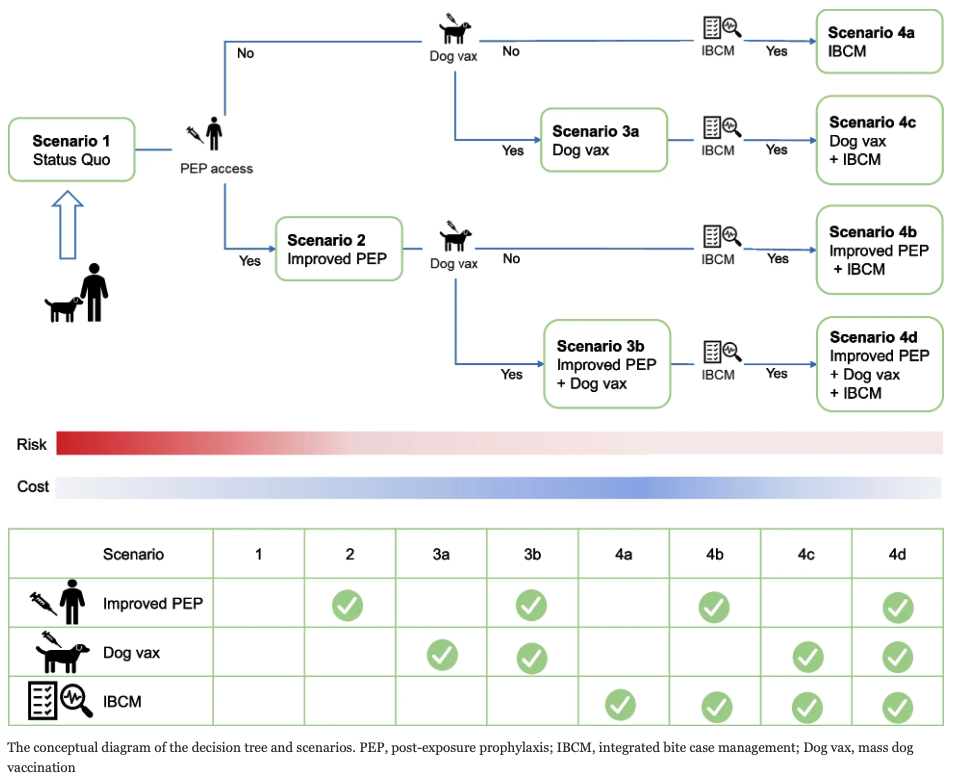 Dog vax
No
No
IBCM
Yes
Scenario 4a
IBCM
Scenario 1
Status Quo
PEP access
Yes
Scenario 3a
Dog vax
IBCM
Yes
Scenario 4c
Dog vax
+ IBCM
Yes
Scenario 2
Improved PEP
Dog vax
No
IBCM
Yes
Scenario 4b
Improved PEP
+ IBCM
Yes
Scenario 3b
Improved PEP
+ Dog vax
IBCM
Yes
Scenario 4d
Improved PEP
+ Dog vax
+ IBCM
Risk
Cost
Scenario 1 2 3a 3b 4a 4b 4c 4d
Improved PEP
Dog vax
IBCM
The conceptual diagram of the decision tree and scenarios. PEP, post-exposure prophylaxis; IBCM, integrated bite case management; Dog vax, mass dog
vaccination